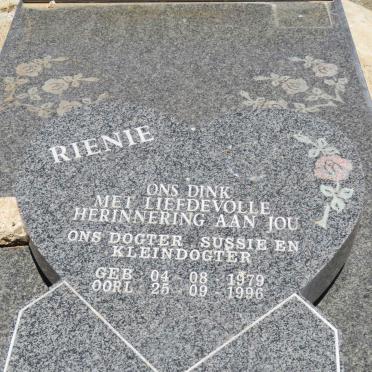 RIENIE
ONS DINK
MET LIEFDEVOLLE
HERINNERING AAN JOU
ONS DOGTER SUSSIE EN
KLEINDOGTER
GEB 04 - 08 - 1979
OORL 25 - 09 - 1996